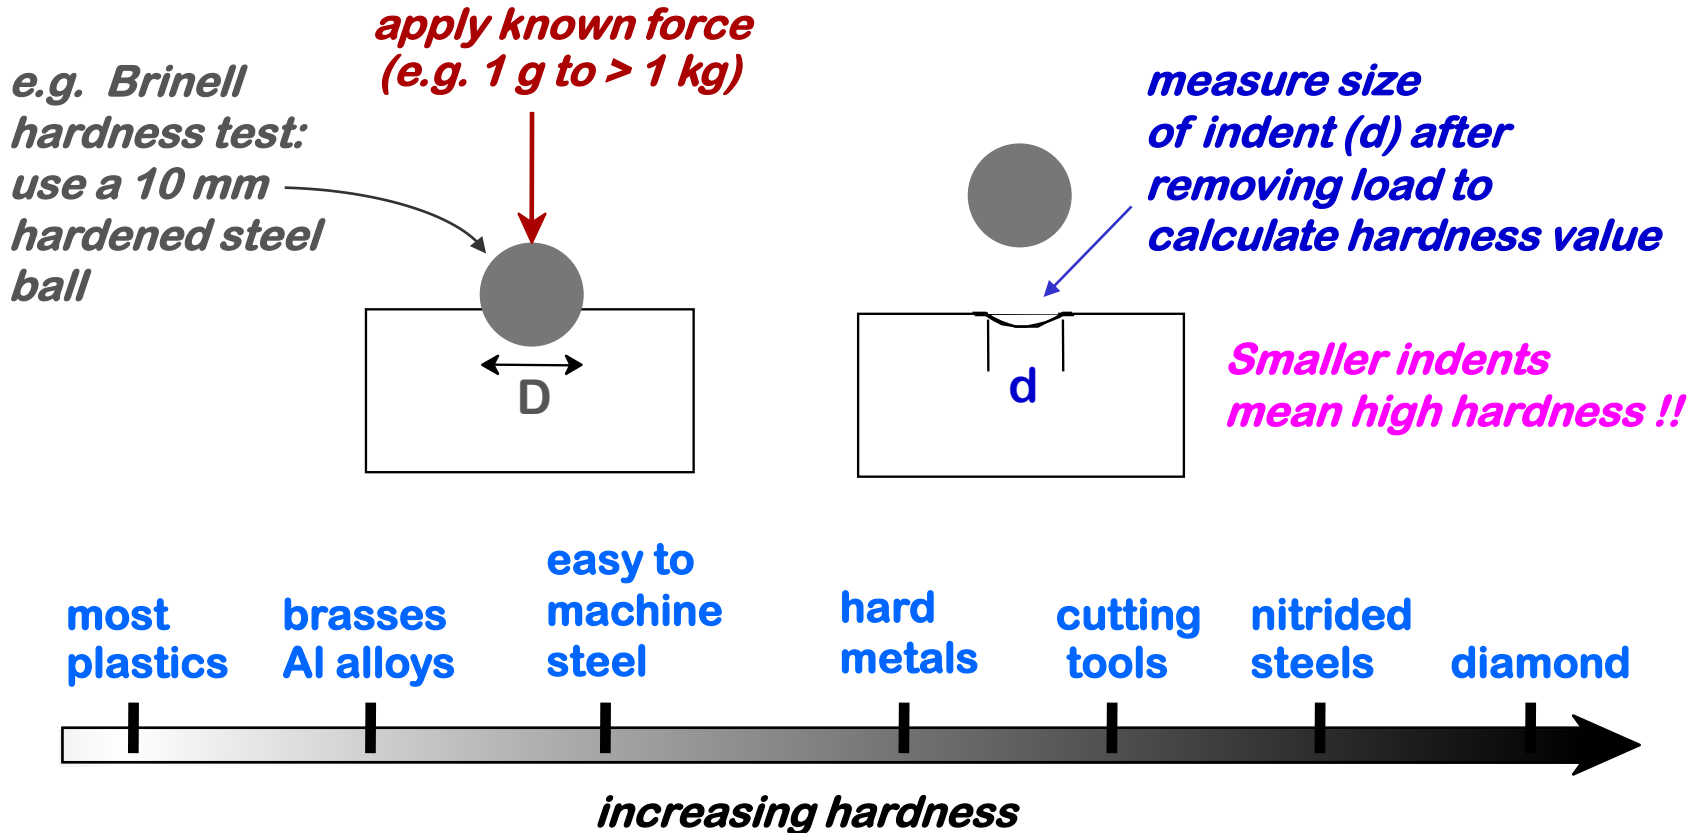 apply known force
(e.g. 1 g to > 1 kg)
e.g. Brinell
hardness test:
use a 10 mm
hardened steel
ball
measure size
of indent (d) after
removing load to
calculate hardness value
D
d
Smaller indents
mean high hardness !!
most
plastics
brasses
Al alloys
easy to
machine
steel
hard
metals
cutting
tools
nitrided
steels
diamond
increasing hardness